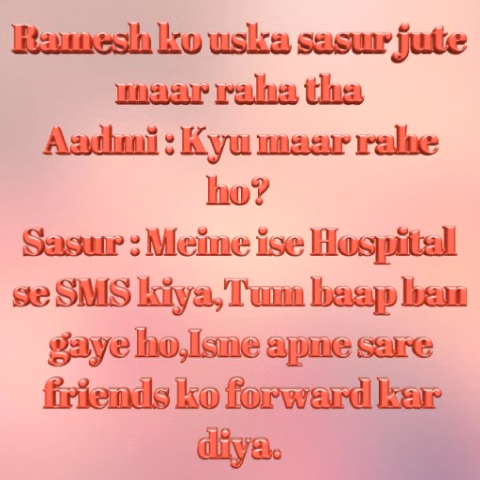 Ramesh ko uska sasur jute
maar raha tha
Aadmi : Kyu maar rahe
ho?
Sasur : Meine ise Hospital
se SMS kiya,Tum baap ban
gaye ho,Isne apne sare
friends ko forward kar
diya.